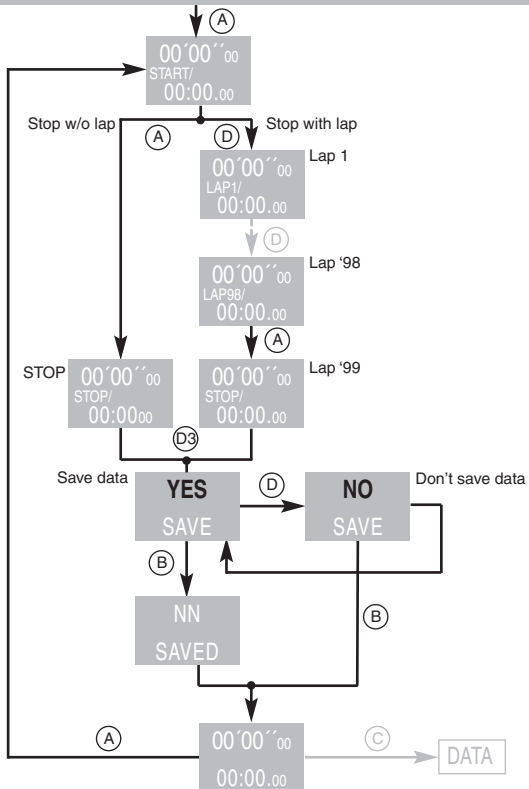 A
00´00´´00
START/
00:00.00
Stop w/o lap
A
D
Stop with lap
00´00´´00
LAP1/
00:00.00
Lap 1
D
00´00´´00
LAP98/
00:00.00
Lap ‘98
A
STOP
00´00´´00
STOP/
00:0000
00´00´´00
STOP/
00:00.00
Lap ‘99
D3
Save data
YES
SAVE
D
NO
SAVE
Don’t save data
B
B
NN
SAVED
A
00´00´´00
00:00.00
C
DATA